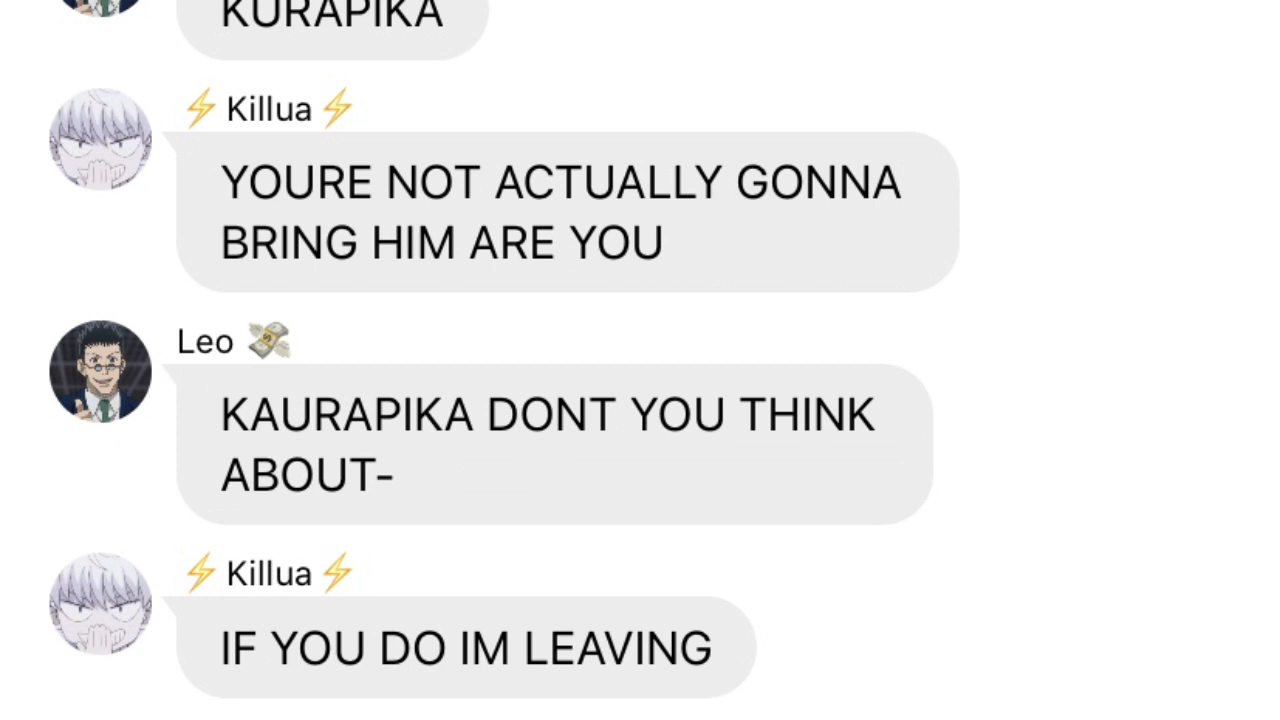 KURAPIKA
⚡ Killua ⚡
YOURE NOT ACTUALLY GONNA
BRING HIM ARE YOU
Leo 💸
KAURAPIKA DONT YOU THINK
ABOUT-
⚡ Killua ⚡
IF YOU DO IM LEAVING